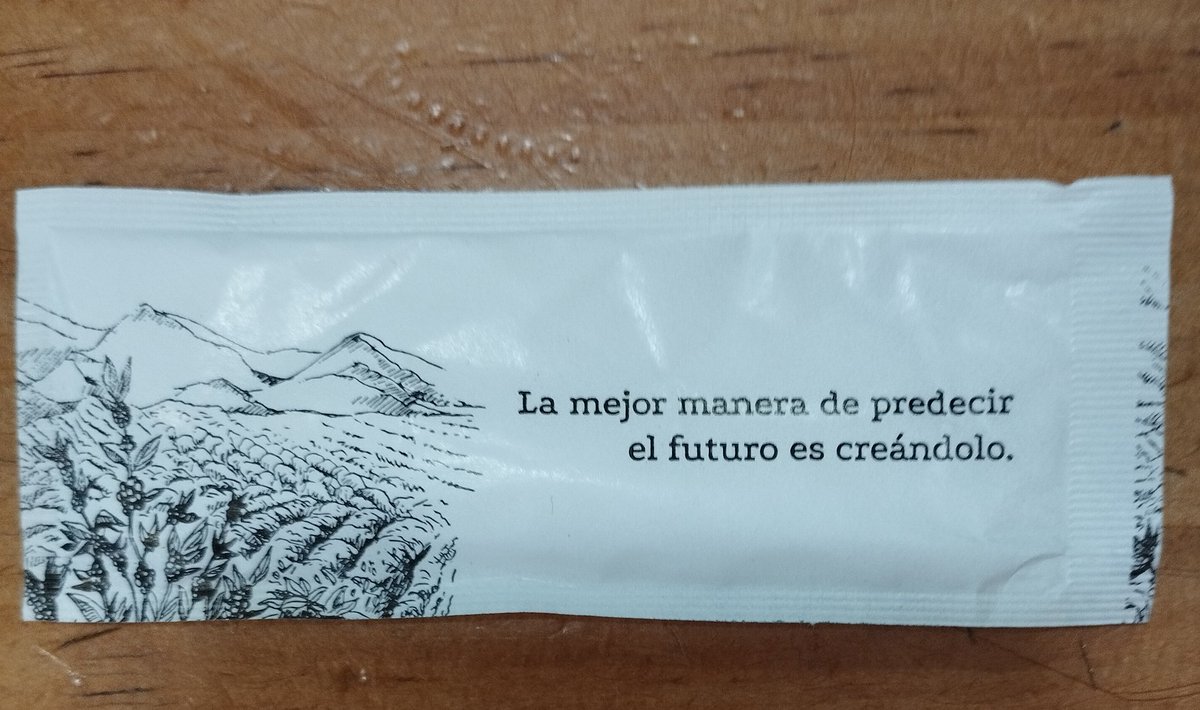 La mejor manera de predecir
el futuro es creándolo.